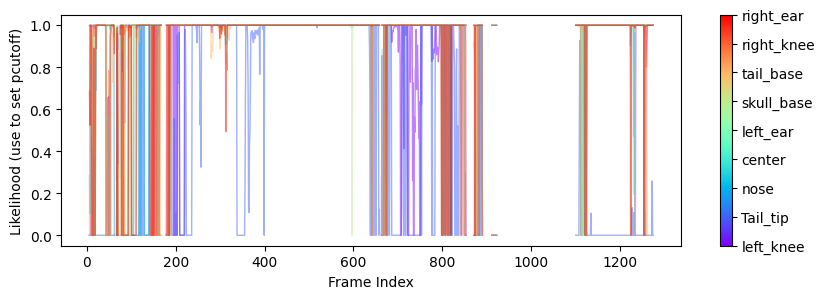 Likelihood (use to set pcutoff)
1.0
0.8
0.6
0.4
0.2
0.0
0
200
400
600
800
1000
1200
Frame Index
right_ear
right_knee
tail_base
skull_base
left_ear
center
nose
Tail_tip
left_knee